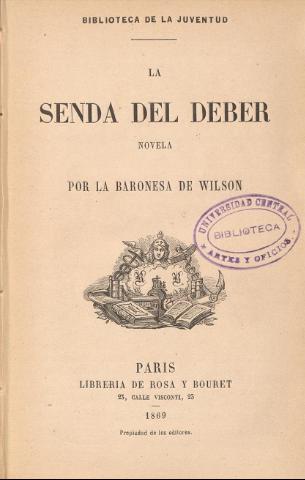 BIBLIOTECA DE LA JUVENTUD
LA
SENDA DEL DEBER
NOVELA
POR LA BARONESA DE WILSON
UNIVERSIDAD CENTRAL
BIBLIOTECA
ARTES Y OFICIOS
R B
PARIS
LIBRERIA DE ROSA Y BOURET
23, CALLE VISCONTI, 23
1869
Propiedad de los editores.